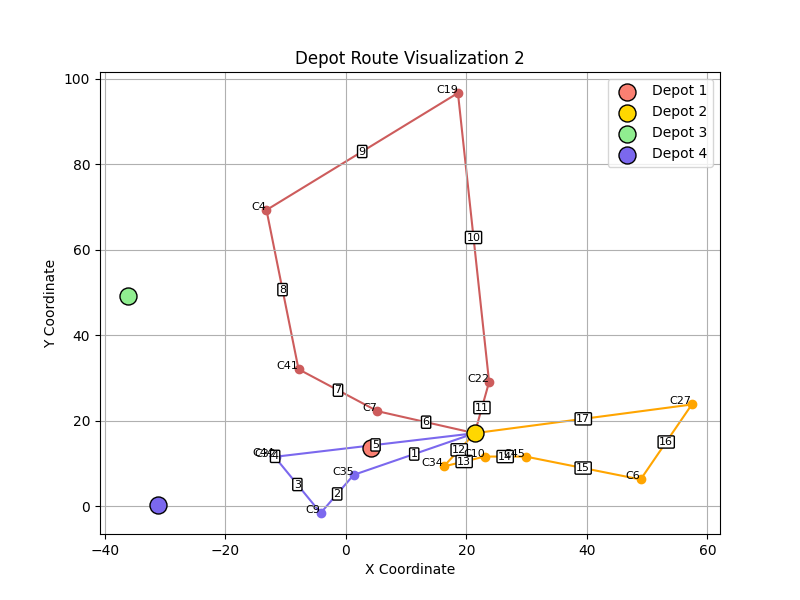 Depot Route Visualization 2
Depot 1
Depot 2
Depot 3
Depot 4
Y Coordinate
100
80
60
40
20
0
C19
9
C4
10
8
C41
C7
7
C22
6
11
C27
17
5
1
12
C34
13
C10
14
C45
16
4
C35
3
2
C9
15
C6
−40
−20
0
20
40
60
X Coordinate